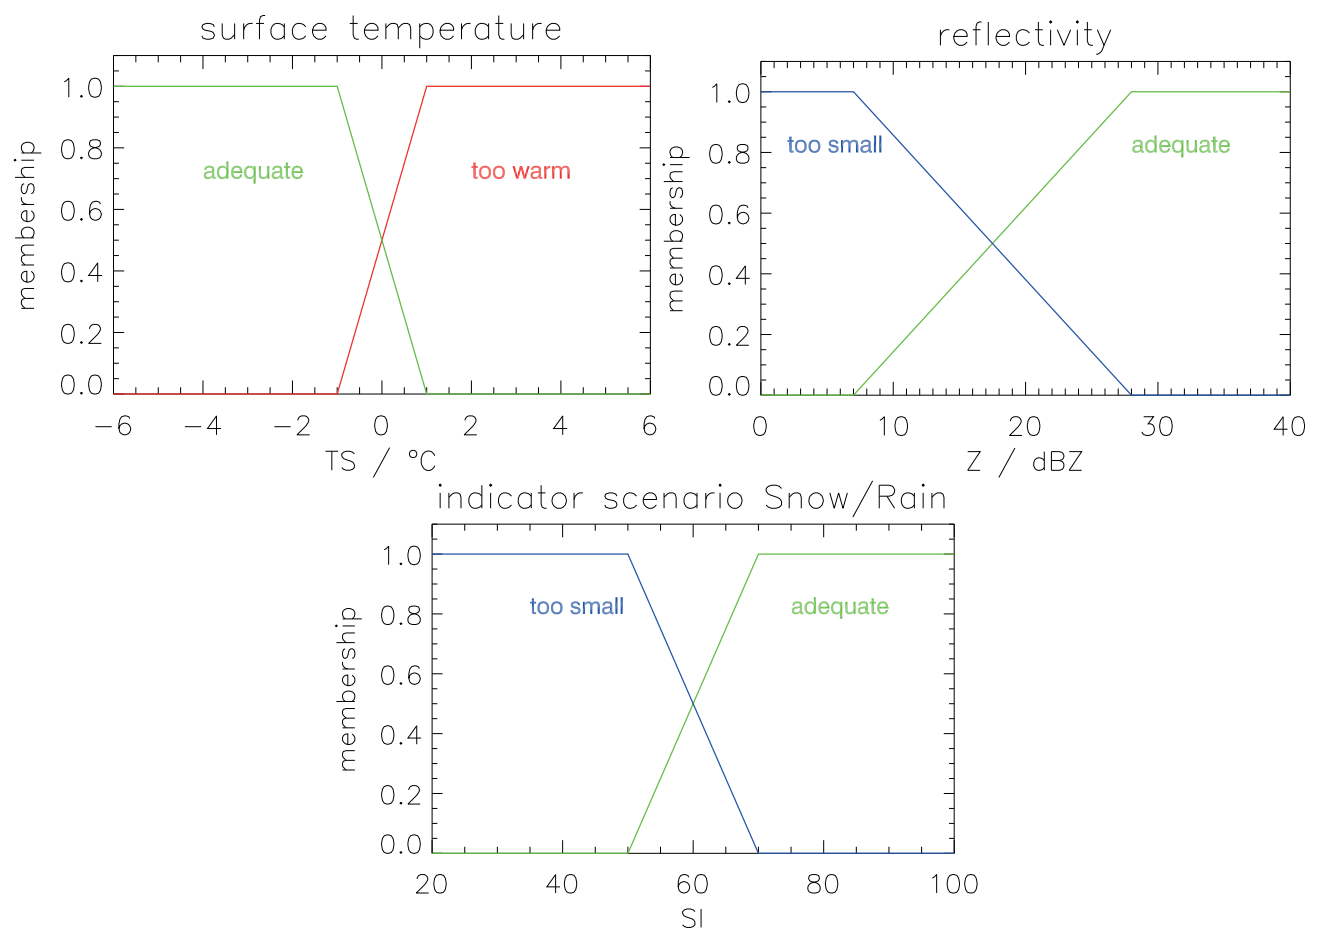 surface temperature
membership
1.0
0.8
0.6
0.4
0.2
0.0
adequate
too warm
−6 −4 −2 0 2 4 6
TS / °C
reflectivity
membership
1.0
0.8
0.6
0.4
0.2
0.0
too small
adequate
0 10 20 30 40
Z / dBZ
indicator scenario Snow/Rain
membership
1.0
0.8
0.6
0.4
0.2
0.0
too small
adequate
20 40 60 80 100
SI